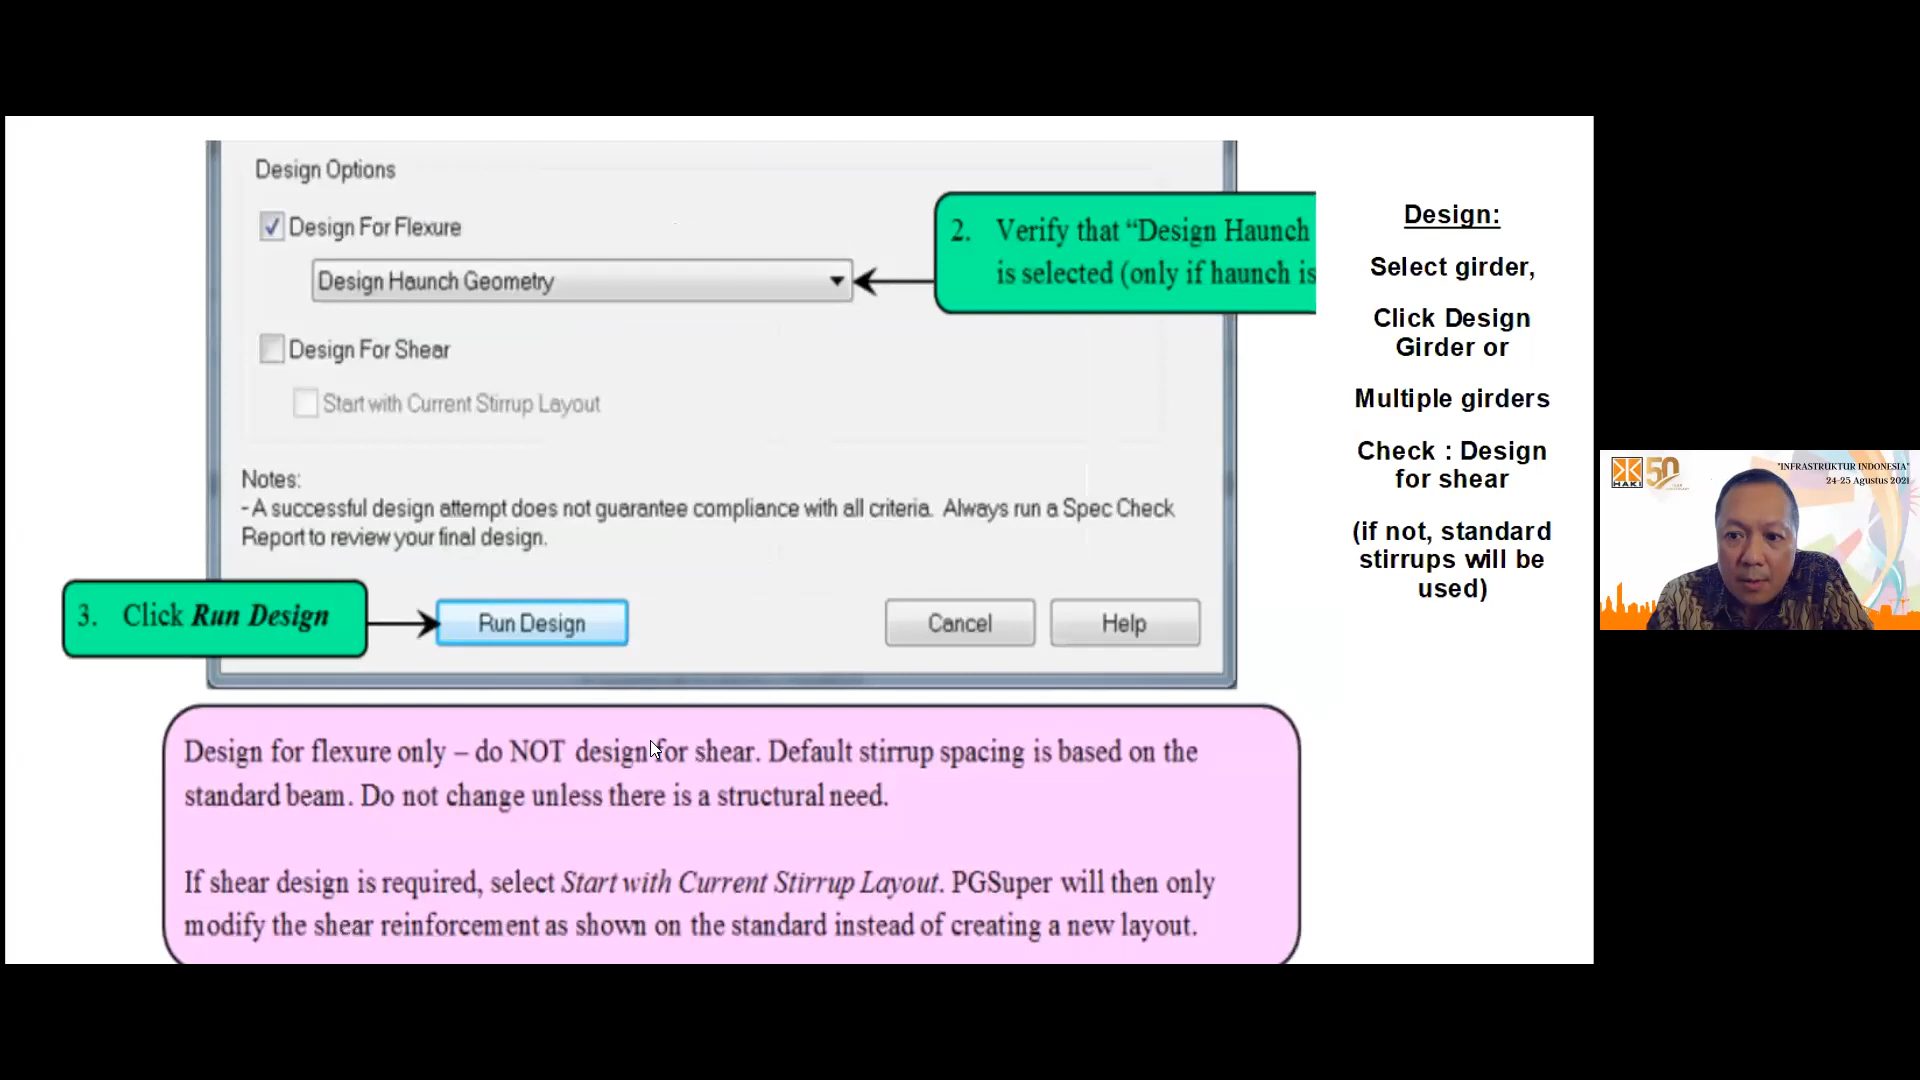 Design Options
Design For Flexure
Design Haunch Geometry
2. Verify that “Design Haunch
is selected (only if haunch is
Design For Shear
Start with Current Stirrup Layout
Notes:
-A successful design attempt does not guarantee compliance with all criteria. Always run a Spec Check
Report to review your final design.
3. Click Run Design
Run Design
Cancel
Help
Design for flexure only – do NOT design for shear. Default stirrup spacing is based on the
standard beam. Do not change unless there is a structural need.
If shear design is required, select Start with Current Stirrup Layout. PGSuper will then only
modify the shear reinforcement as shown on the standard instead of creating a new layout.
Design:
Select girder,
Click Design
Girder or
Multiple girders
Check : Design
for shear
(if not, standard
stirrups will be
used)
HAKI
50
"INFRASTRUKTUR INDONESIA"
24-25 Agustus 2021